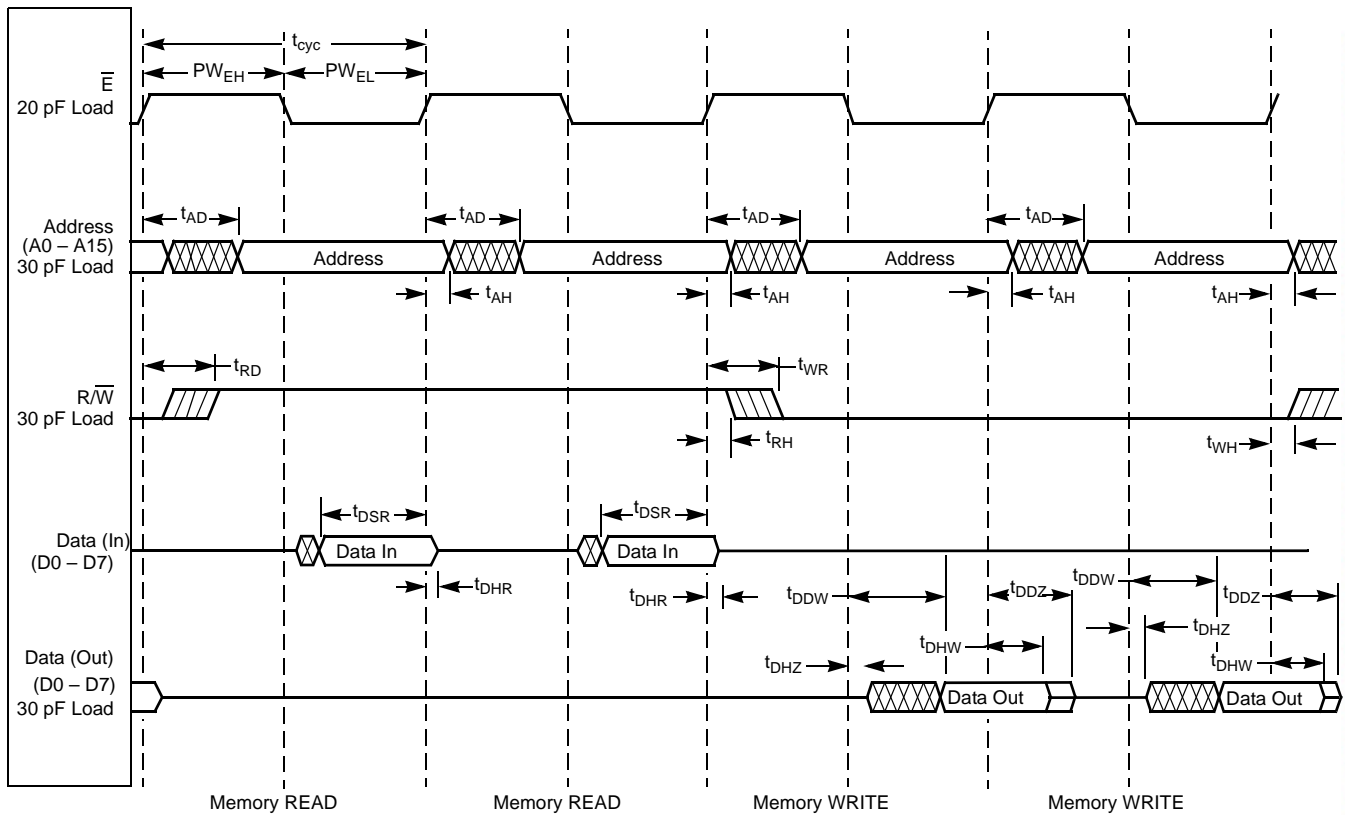 tcyc
PWEH PWEL
E̅
20 pF Load
tAD tAD tAD tAD
Address
(A0 – A15)
30 pF Load
Address Address Address Address
tAH tAH tAH tAH
tRD tWR
R/W̅
30 pF Load
tRH tWH
tDSR tDSR
Data (In)
(D0 – D7)
Data In Data In
tDHR tDHR tDDW tDDZ tDDW tDDZ
tDHZ tDHW tDHZ tDHW
Data (Out)
(D0 – D7)
30 pF Load
Data Out Data Out
Memory READ Memory READ Memory WRITE Memory WRITE